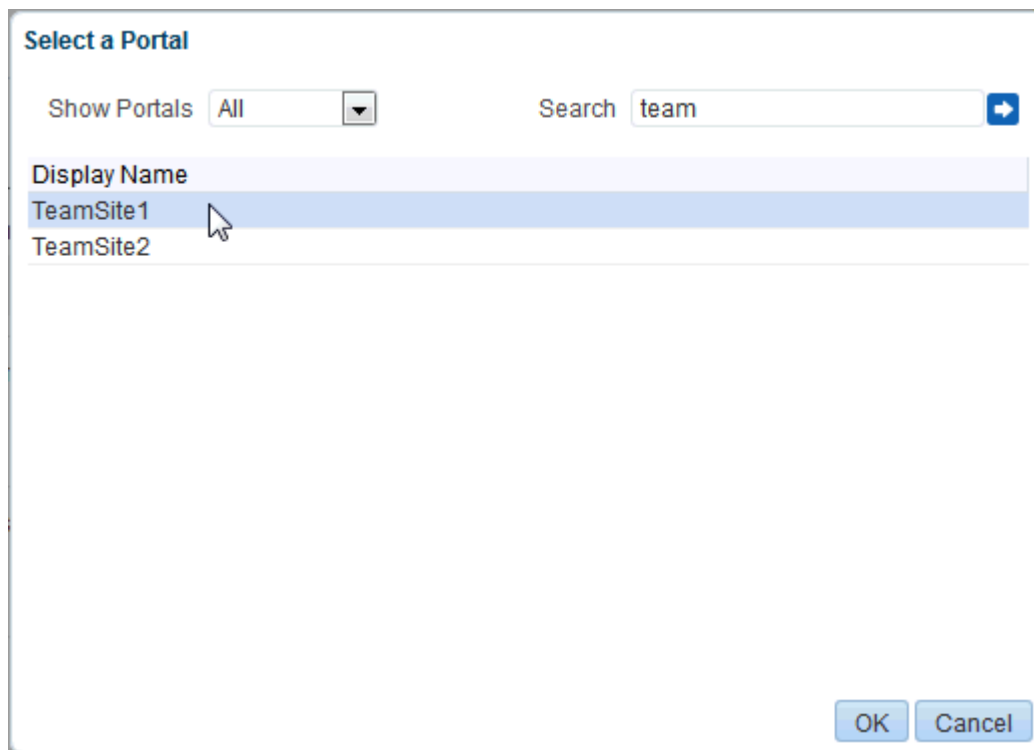 Select a Portal
Show Portals All Search team
Display Name
TeamSite1
TeamSite2
OK Cancel